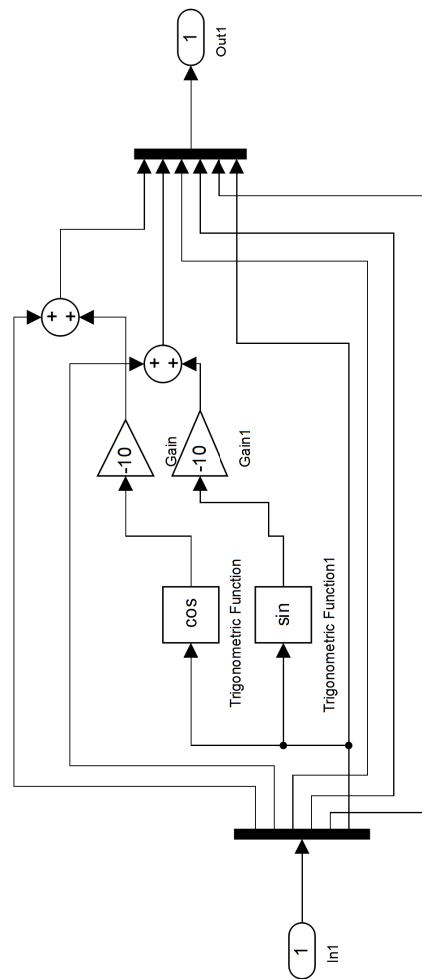 1
Out1
+ +
+ +
-10
Gain
-10
Gain1
cos
Trigonometric Function
sin
Trigonometric Function1
1
In1